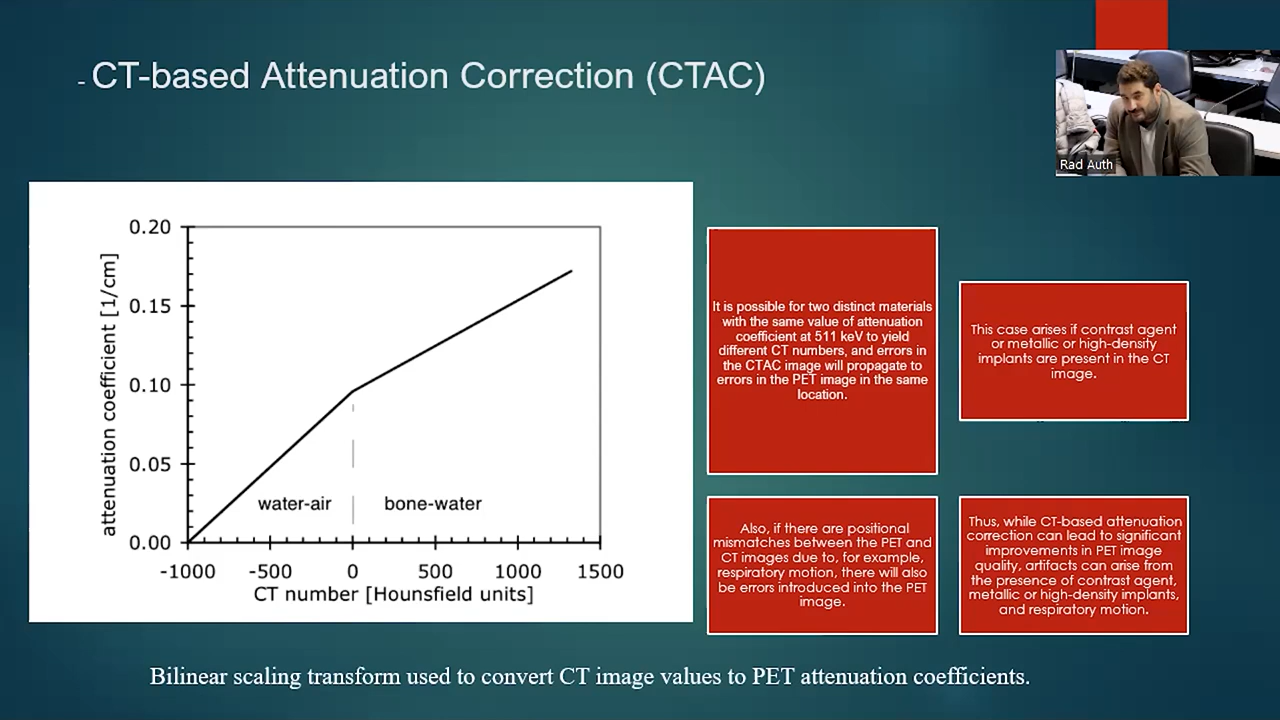 - CT-based Attenuation Correction (CTAC)
Rad Auth
0.20
0.15
0.10
0.05
0.00
attenuation coefficient [1/cm]
water-air
bone-water
-1000
-500
0
500
1000
1500
CT number [Hounsfield units]
It is possible for two distinct materials
with the same value of attenuation
coefficient at 511 keV to yield
different CT numbers, and errors in
the CTAC image will propagate to
errors in the PET image in the same
location.
This case arises if contrast agent
or metallic or high-density
implants are present in the CT
image.
Also, if there are positional
mismatches between the PET and
CT images due to, for example,
respiratory motion, there will also
be errors introduced into the PET
image.
Thus, while CT-based attenuation
correction can lead to significant
improvements in PET image
quality, artifacts can arise from
the presence of contrast agent,
metallic or high-density implants,
and respiratory motion.
Bilinear scaling transform used to convert CT image values to PET attenuation coefficients.